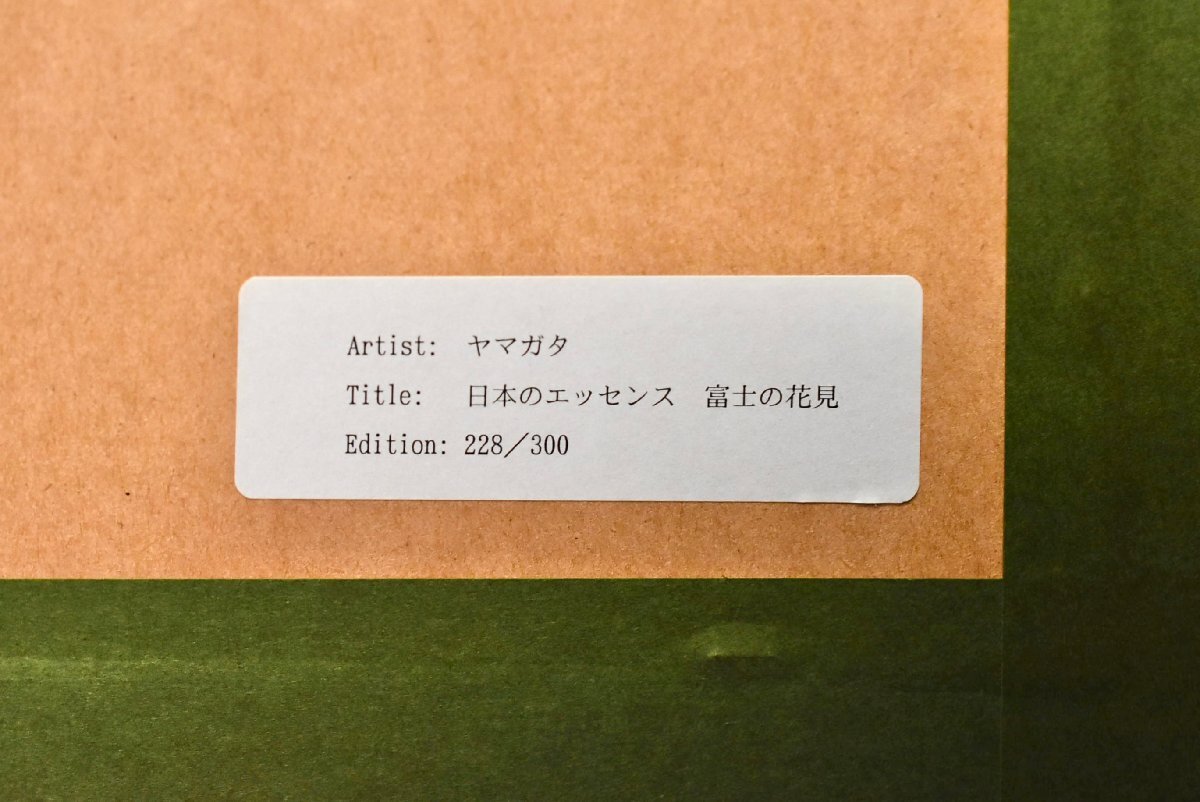 Artist: ヤマガタ
Title: 日本のエッセンス　富士の花見
Edition: 228／300